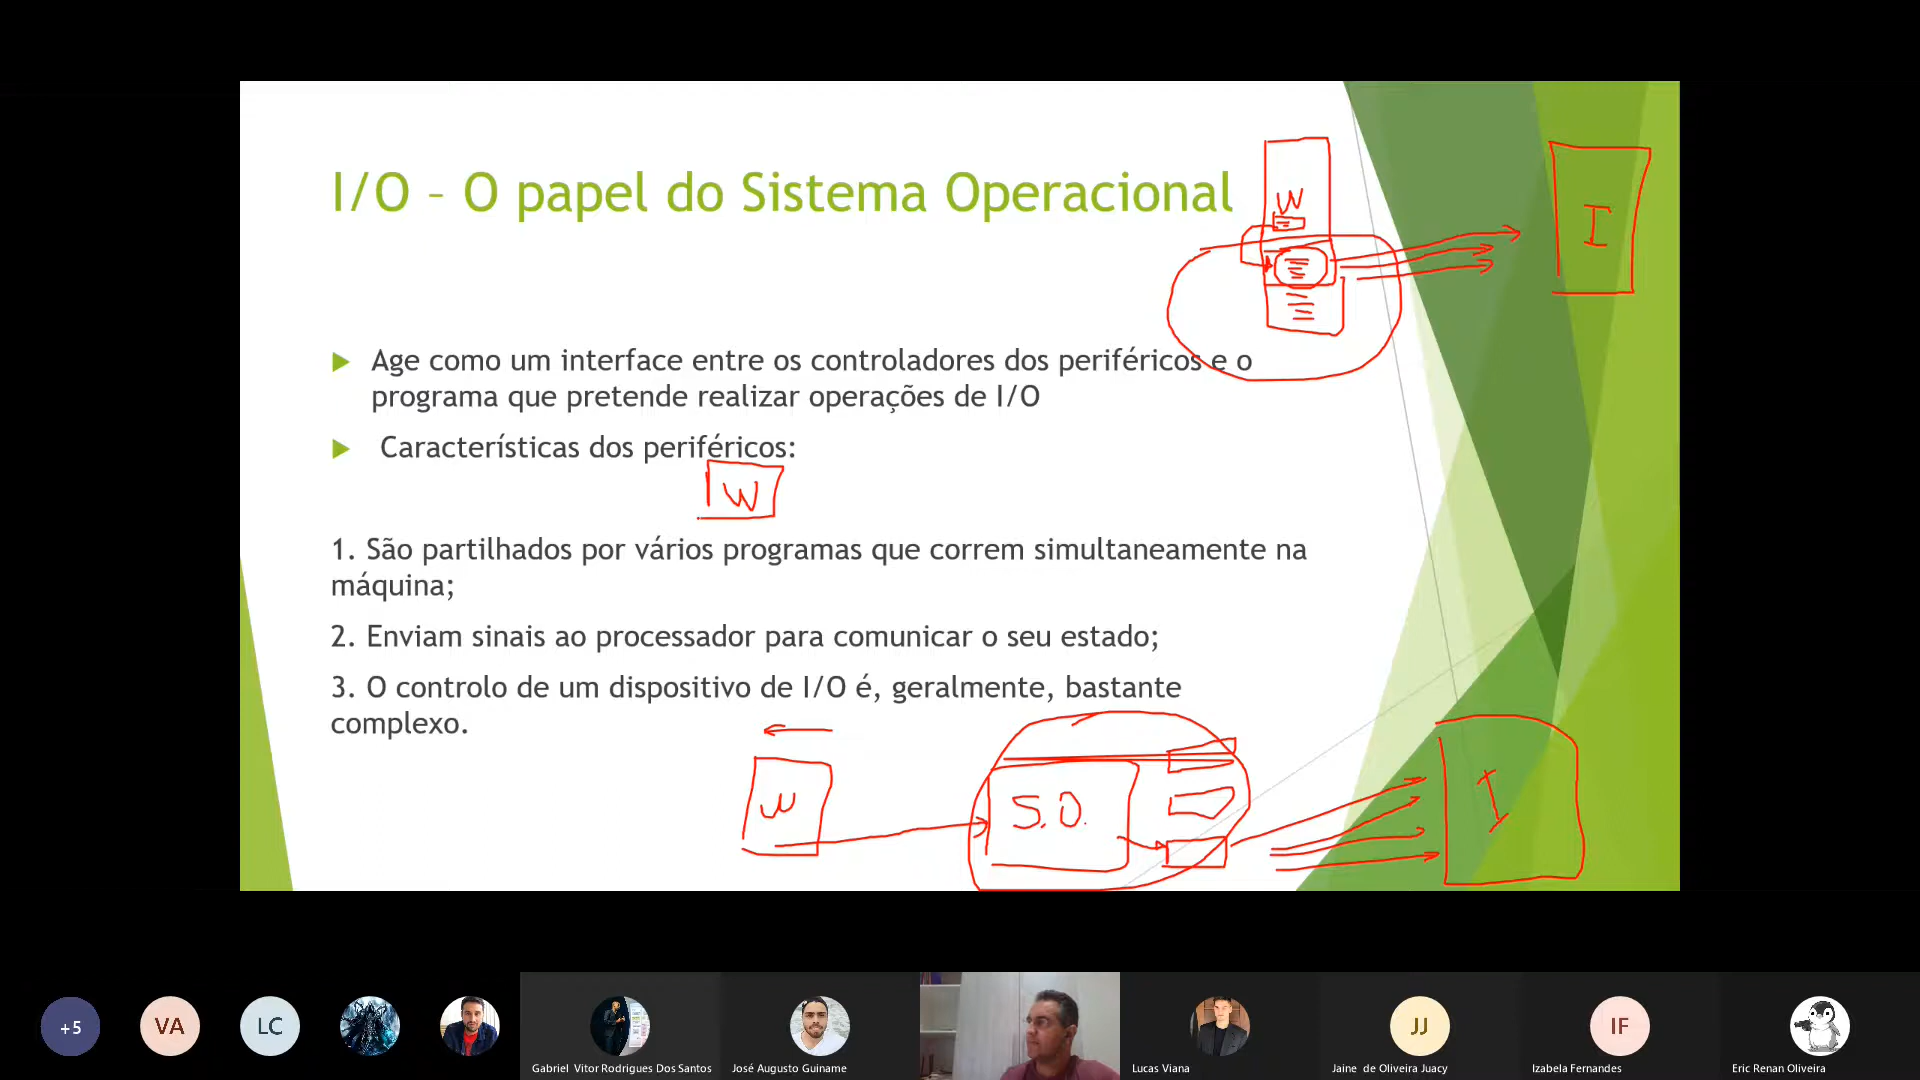 I/O – O papel do Sistema Operacional
W
I
Age como um interface entre os controladores dos periféricos e o
programa que pretende realizar operações de I/O
Características dos periféricos:
W
1. São partilhados por vários programas que correm simultaneamente na
máquina;
2. Enviam sinais ao processador para comunicar o seu estado;
3. O controlo de um dispositivo de I/O é, geralmente, bastante
complexo.
W
S.O.
I
+5
VA
LC
Gabriel Vitor Rodrigues Dos Santos
José Augusto Guiname
Lucas Viana
JJ
Jaine de Oliveira Juacy
IF
Izabela Fernandes
Eric Renan Oliveira